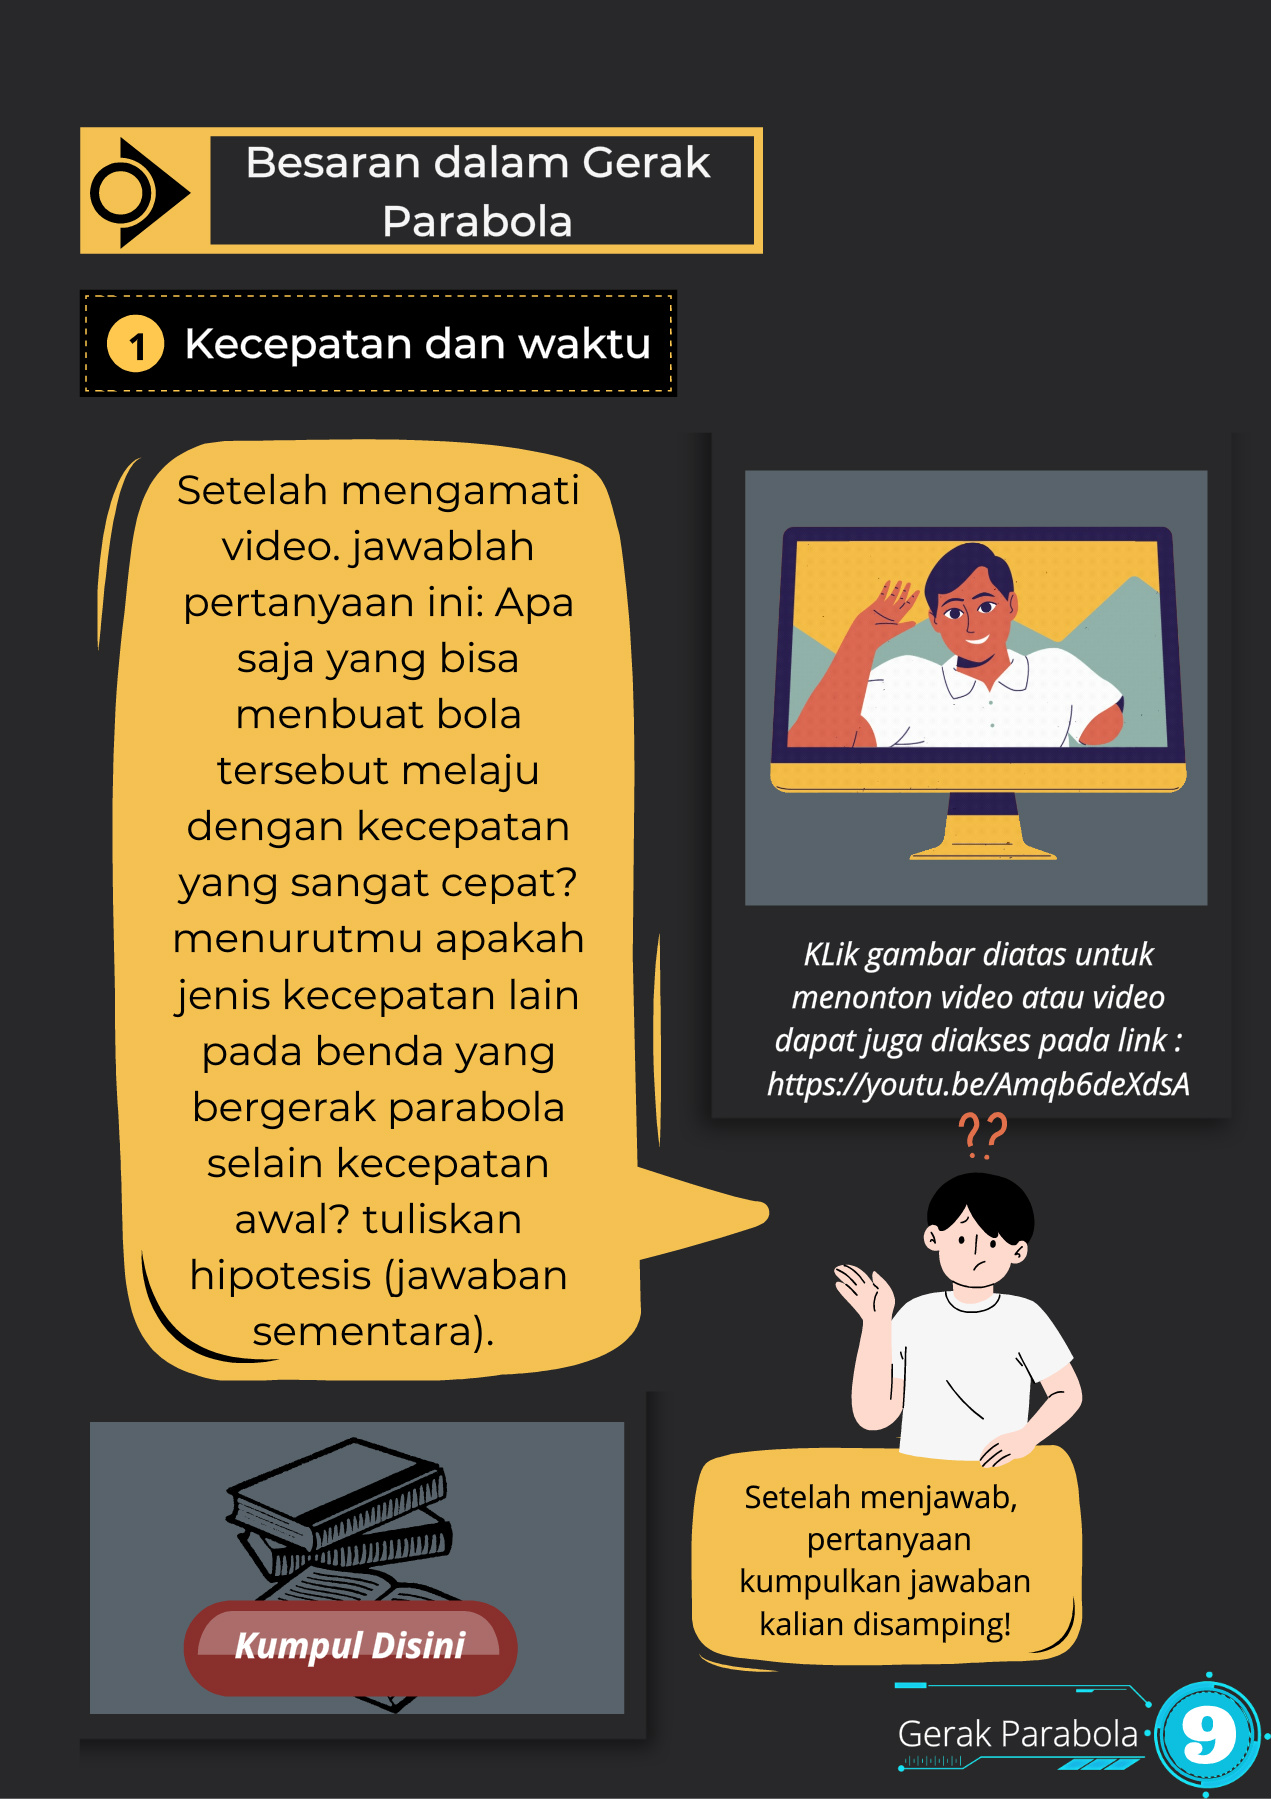 Besaran dalam Gerak
Parabola
1 Kecepatan dan waktu
Setelah mengamati
video. jawablah
pertanyaan ini: Apa
saja yang bisa
menbuat bola
tersebut melaju
dengan kecepatan
yang sangat cepat?
menurutmu apakah
jenis kecepatan lain
pada benda yang
bergerak parabola
selain kecepatan
awal? tuliskan
hipotesis (jawaban
sementara).
KLik gambar diatas untuk
menonton video atau video
dapat juga diakses pada link :
https://youtu.be/Amqb6deXdsA
??
Setelah menjawab,
pertanyaan
kumpulkan jawaban
kalian disamping!
Kumpul Disini
Gerak Parabola 9